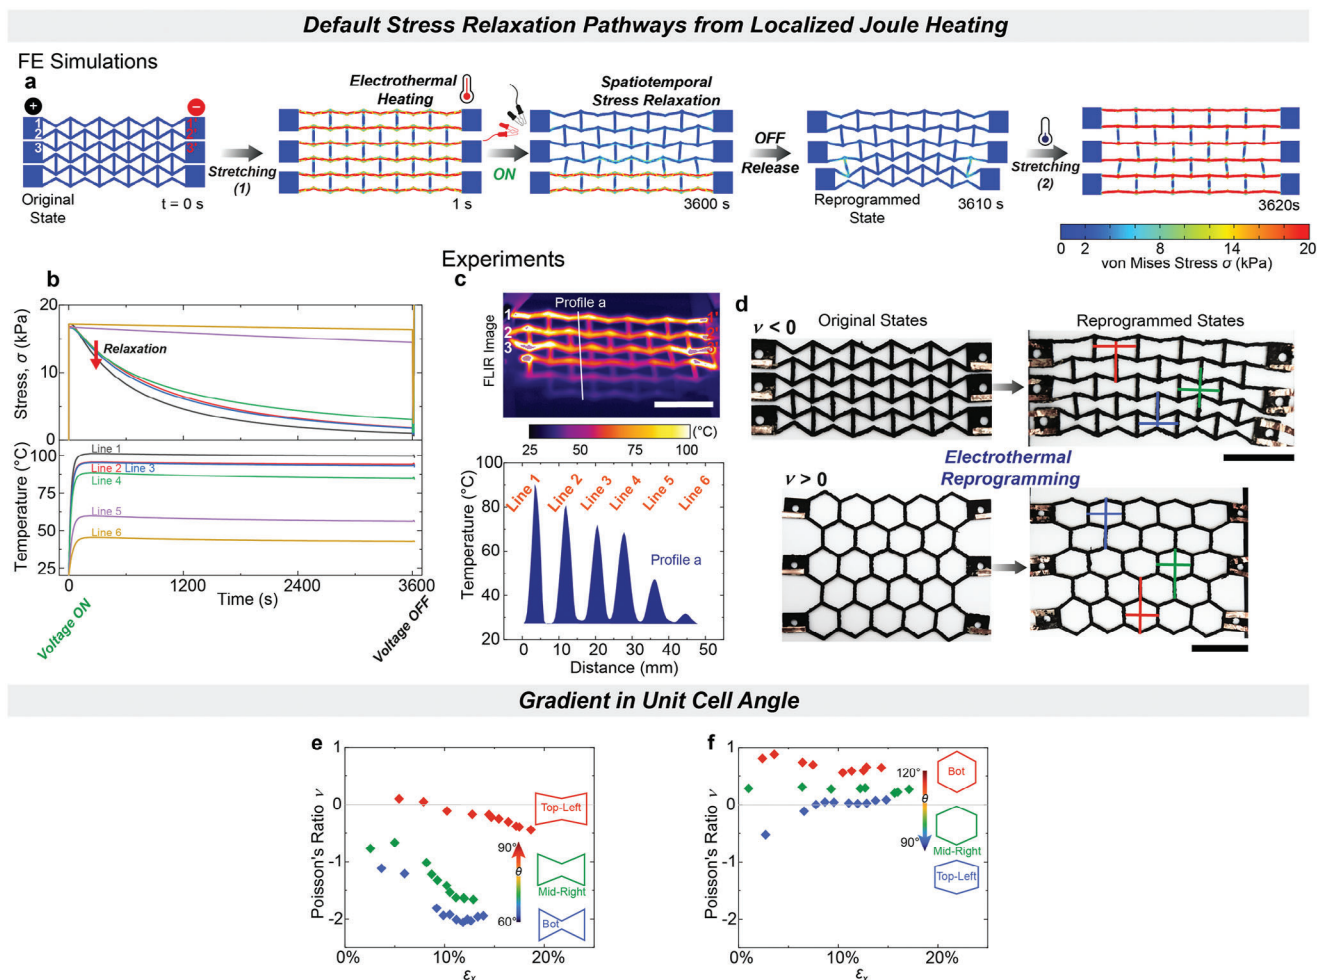 Default Stress Relaxation Pathways from Localized Joule Heating
FE Simulations
a
+
−
1
2
3
1'
2'
3'
Original
State
t = 0 s
Stretching
(1)
Electrothermal
Heating
1 s
ON
Spatiotemporal
Stress Relaxation
3600 s
OFF
Release
Reprogrammed
State
3610 s
Stretching
(2)
3620s
0 2 8 14 20
von Mises Stress σ (kPa)
Experiments
b
Stress, σ (kPa)
20
10
0
Relaxation
Temperature (°C)
100
75
50
25
Line 1
Line 2 Line 3
Line 4
Line 5
Line 6
0 1200 2400 3600
Time (s)
Voltage ON
Voltage OFF
c
FLIR Image
Profile a
1
2
3
1'
2'
3'
25 50 75 100
(°C)
Temperature (°C)
100
80
60
40
20
Line 1
Line 2
Line 3
Line 4
Line 5
Line 6
Profile a
0 10 20 30 40 50
Distance (mm)
d
ν < 0
Original States
Reprogrammed States
Electrothermal
Reprogramming
ν > 0
Gradient in Unit Cell Angle
e
Poisson's Ratio ν
1
0
-1
-2
90°
θ
60°
Top-Left
Mid-Right
Bot
0% 10% 20%
εx
f
Poisson's Ratio ν
1
0
-1
-2
120°
θ
90°
Bot
Mid-Right
Top-Left
0% 10% 20%
εx